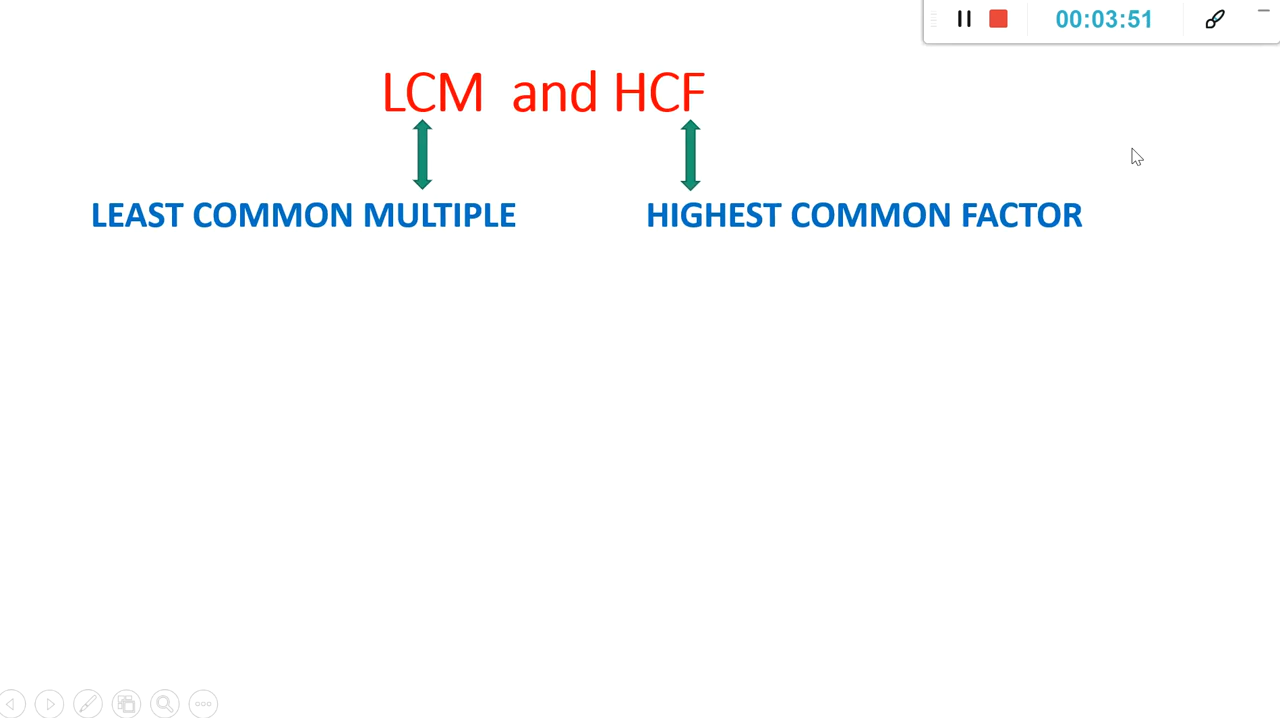 00:03:51
LCM and HCF
LEAST COMMON MULTIPLE HIGHEST COMMON FACTOR